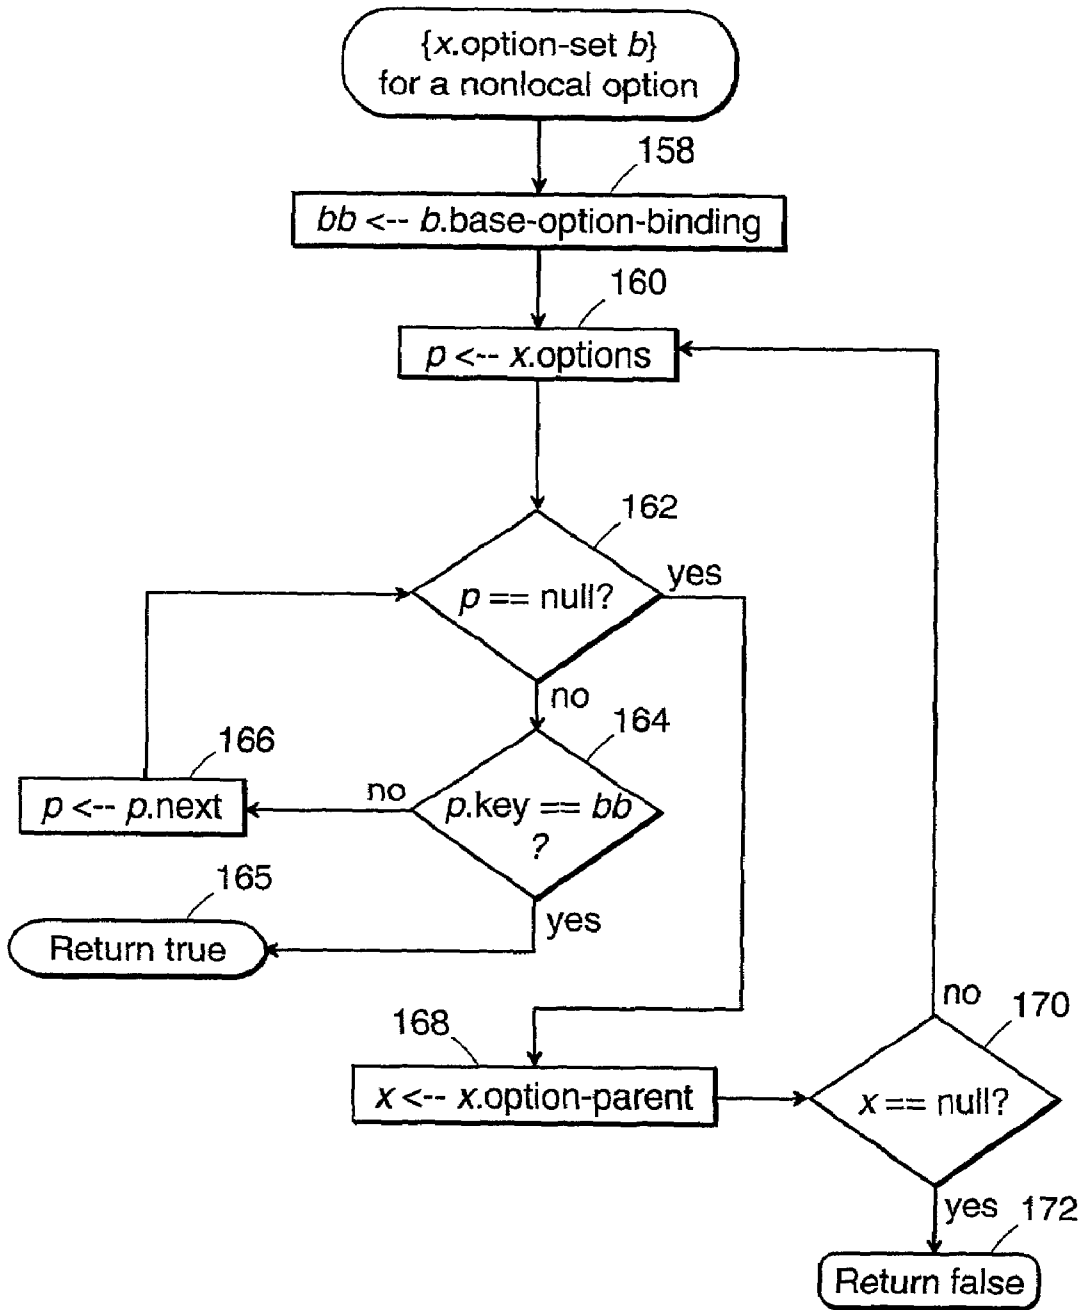 {x.option-set b}
for a nonlocal option
158
bb <-- b.base-option-binding
160
p <-- x.options
162
p == null?
yes
no
164
166
p <-- p.next
no
p.key == bb
?
165
yes
Return true
no
170
168
x <-- x.option-parent
x == null?
yes
172
Return false